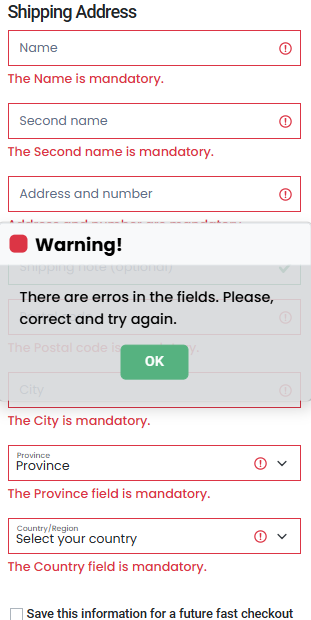 Shipping Address
Name
The Name is mandatory.
Second name
The Second name is mandatory.
Address and number
Address and number are mandatory.
Warning!
Shipping note (optional)
There are erros in the fields. Please,
correct and try again.
The Postal code is mandatory.
OK
City
The City is mandatory.
Province
Province
The Province field is mandatory.
Country/Region
Select your country
The Country field is mandatory.
Save this information for a future fast checkout